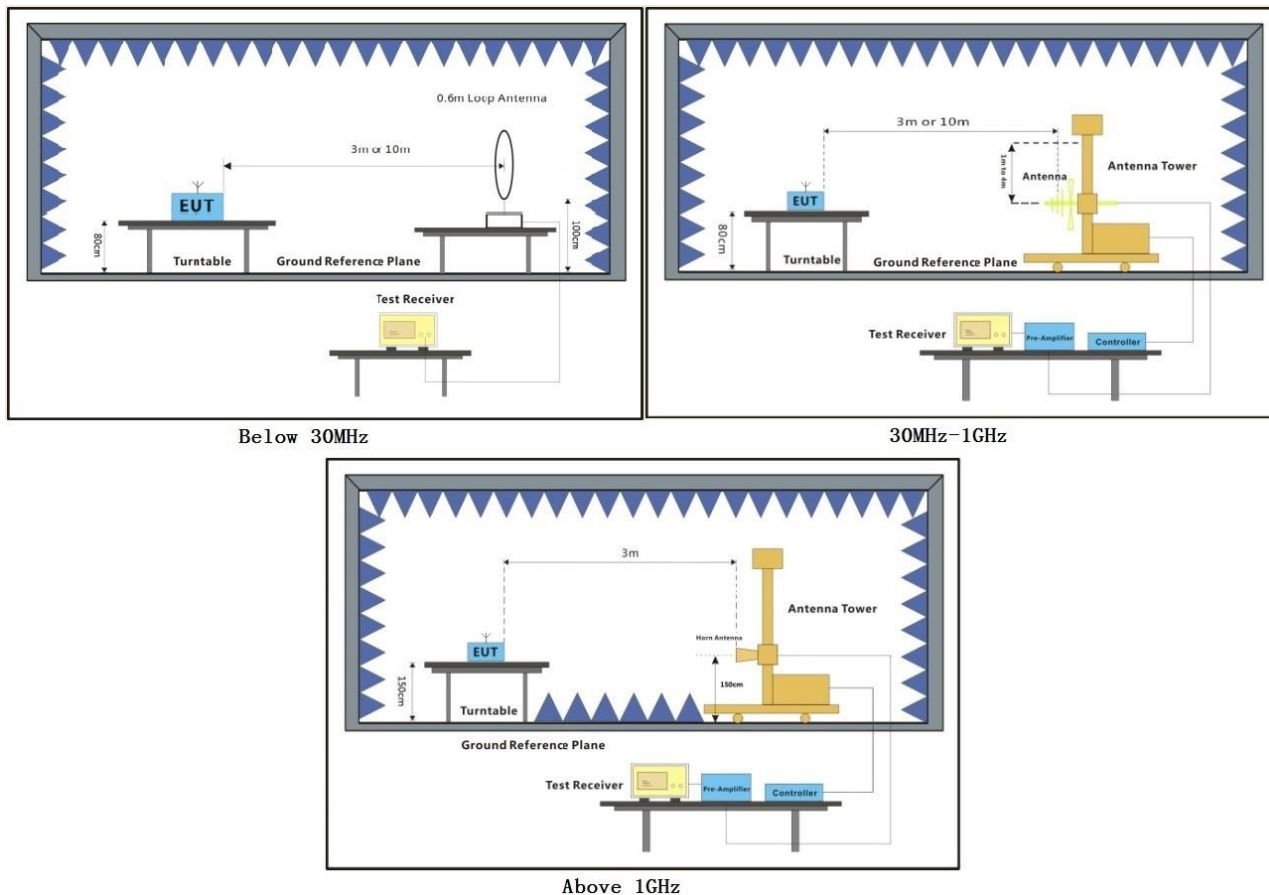 0.6m Loop Antenna
3m or 10m
EUT
80cm
100cm
Turntable
Ground Reference Plane
Test Receiver
Below 30MHz
3m or 10m
1m to 4m
Antenna
Antenna Tower
EUT
80cm
Turntable
Ground Reference Plane
Test Receiver
Pre-Amplifier
Controller
30MHz-1GHz
3m
Antenna Tower
Horn Antenna
EUT
150cm
150cm
Turntable
Ground Reference Plane
Test Receiver
Pre-Amplifier
Controller
Above 1GHz